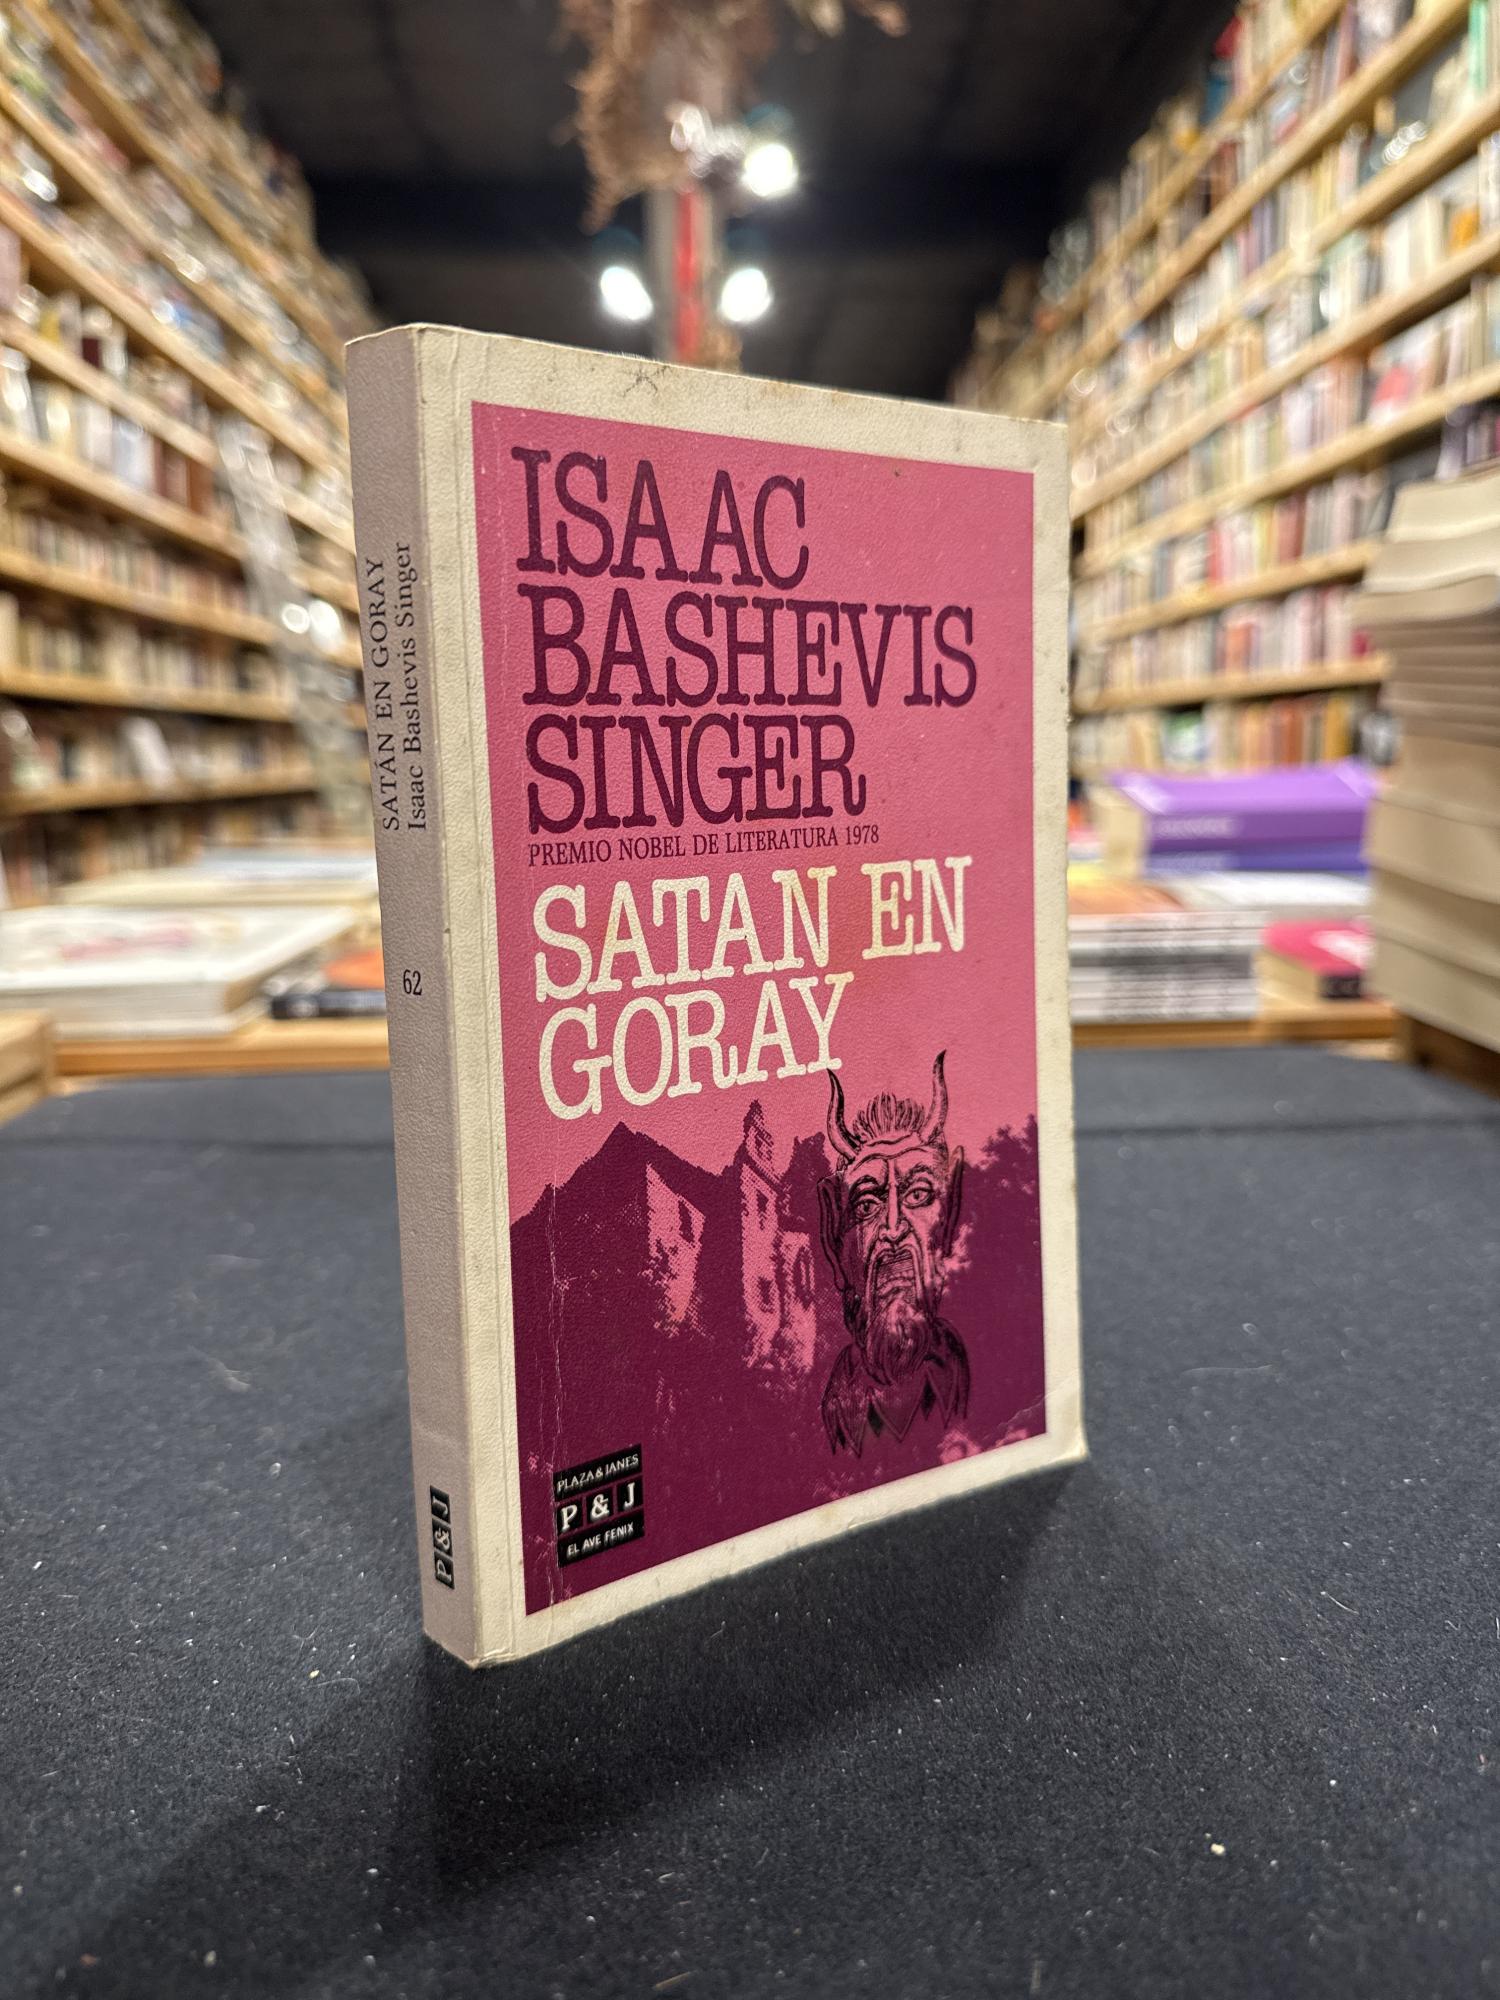 SATÁN EN GORAY
Isaac Bashevis Singer
62
P & J
ISAAC
BASHEVIS
SINGER
PREMIO NOBEL DE LITERATURA 1978
SATAN EN
GORAY
PLAZA & JANES
P & J
EL AVE FENIX